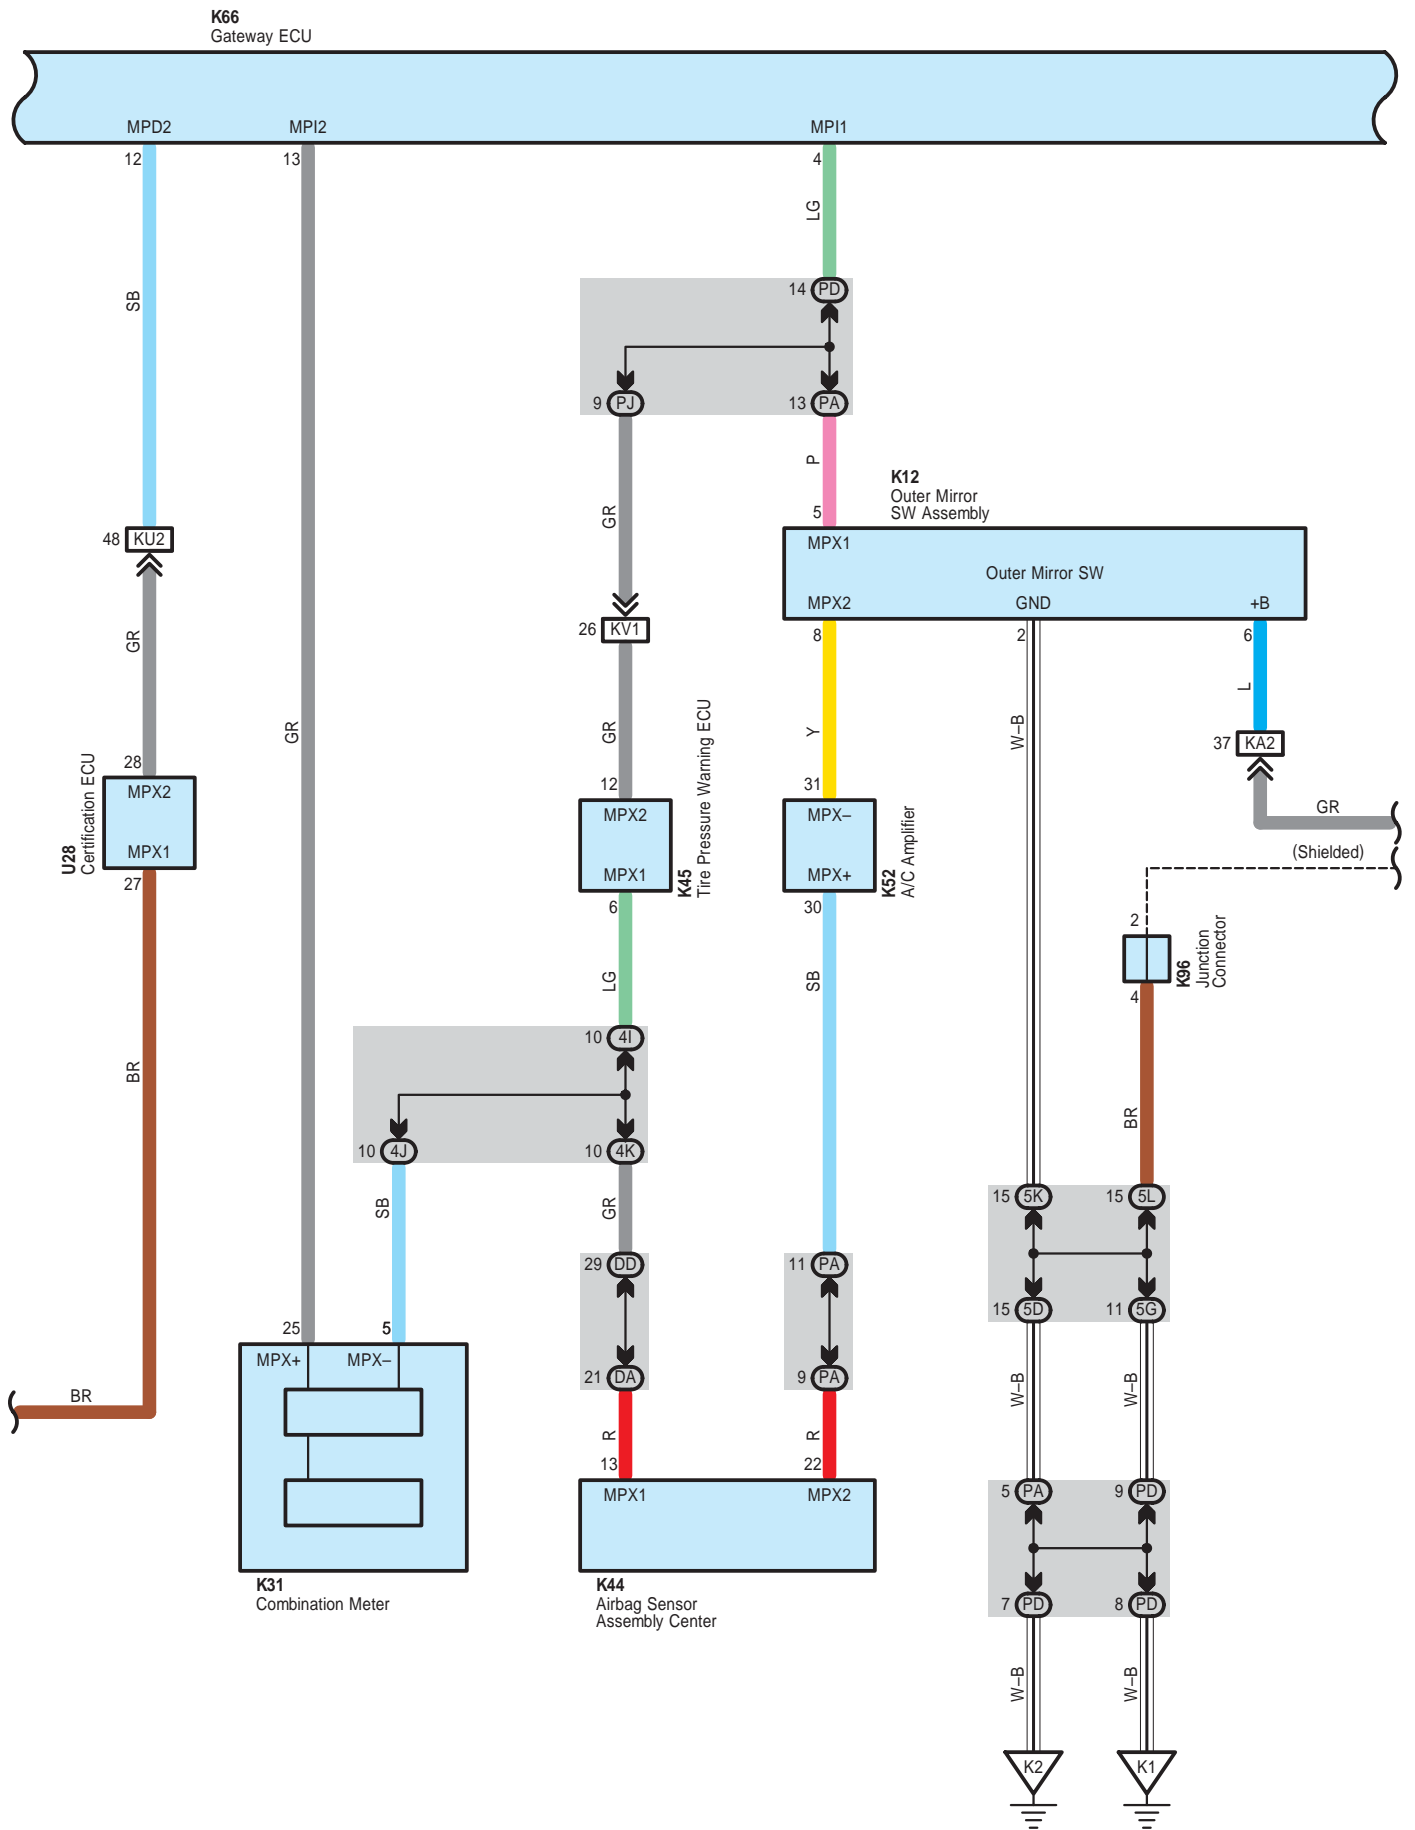 K66
Gateway ECU
MPD2
MPI2
MPI1
12
13
4
LG
SB
14 PD
9 PJ
13 PA
P
GR
K12
Outer Mirror
SW Assembly
5
48 KU2
MPX1
Outer Mirror SW
MPX2
GND
+B
26 KV1
8
2
6
GR
L
GR
GR
Y
W–B
37 KA2
28
12
31
Tire Pressure Warning ECU
K45
MPX2
MPX1
U28
Certification ECU
27
MPX2
MPX1
MPX–
MPX+
K52
A/C Amplifier
GR
(Shielded)
6
30
2
K96
Junction
Connector
4
LG
SB
10 4I
BR
BR
10 4J
10 4K
SB
GR
15 5K
15 5L
29 DD
11 PA
15 5D
11 5G
25
5
MPX+
MPX–
21 DA
9 PA
BR
R
R
W–B
W–B
13
22
MPX1
MPX2
5 PA
9 PD
K31
Combination Meter
K44
Airbag Sensor
Assembly Center
7 PD
8 PD
W–B
W–B
K2
K1